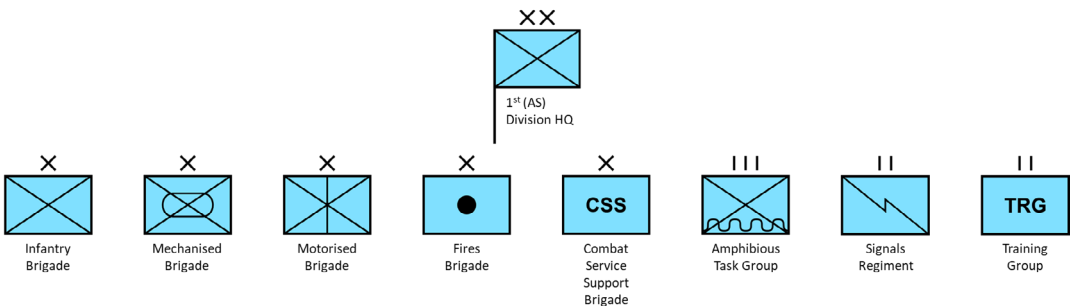 1st (AS)
Division HQ
CSS
TRG
Infantry
Brigade
Mechanised
Brigade
Motorised
Brigade
Fires
Brigade
Combat
Service
Support
Brigade
Amphibious
Task Group
Signals
Regiment
Training
Group